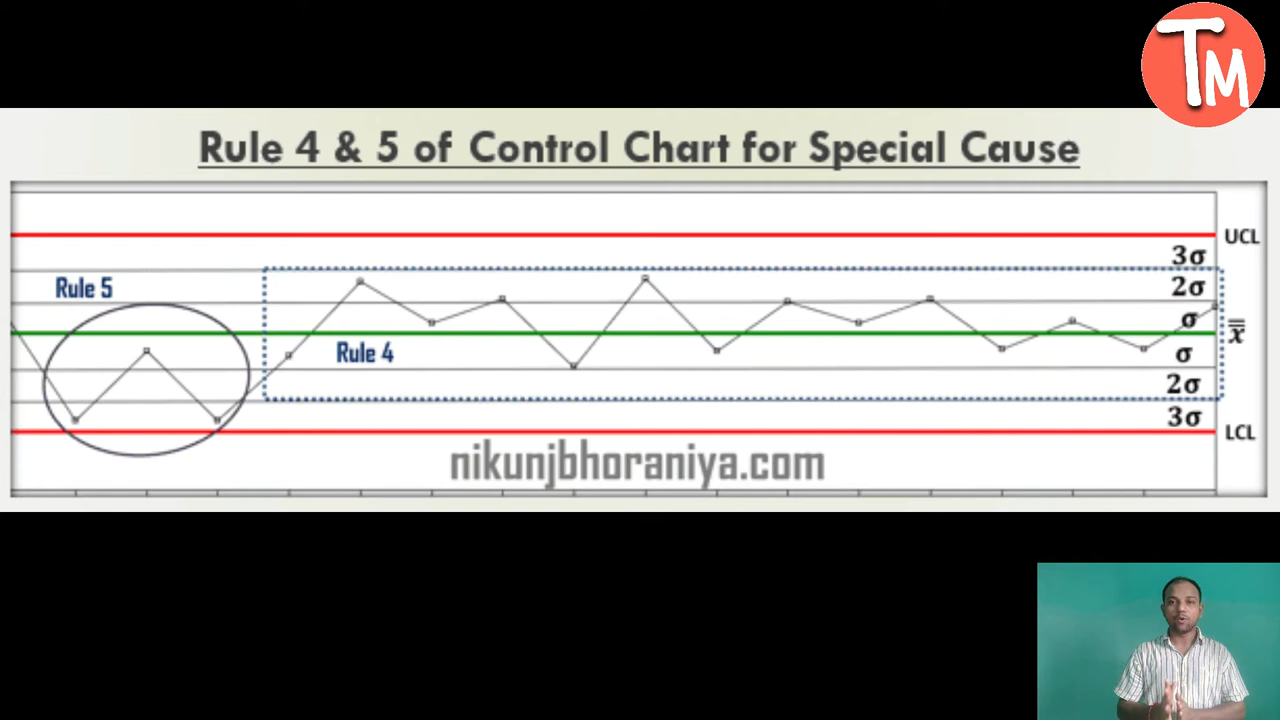 TM
Rule 4 & 5 of Control Chart for Special Cause
UCL
3σ
Rule 5
2σ
σ
x̿
Rule 4
σ
2σ
3σ
LCL
nikunjbhoraniya.com